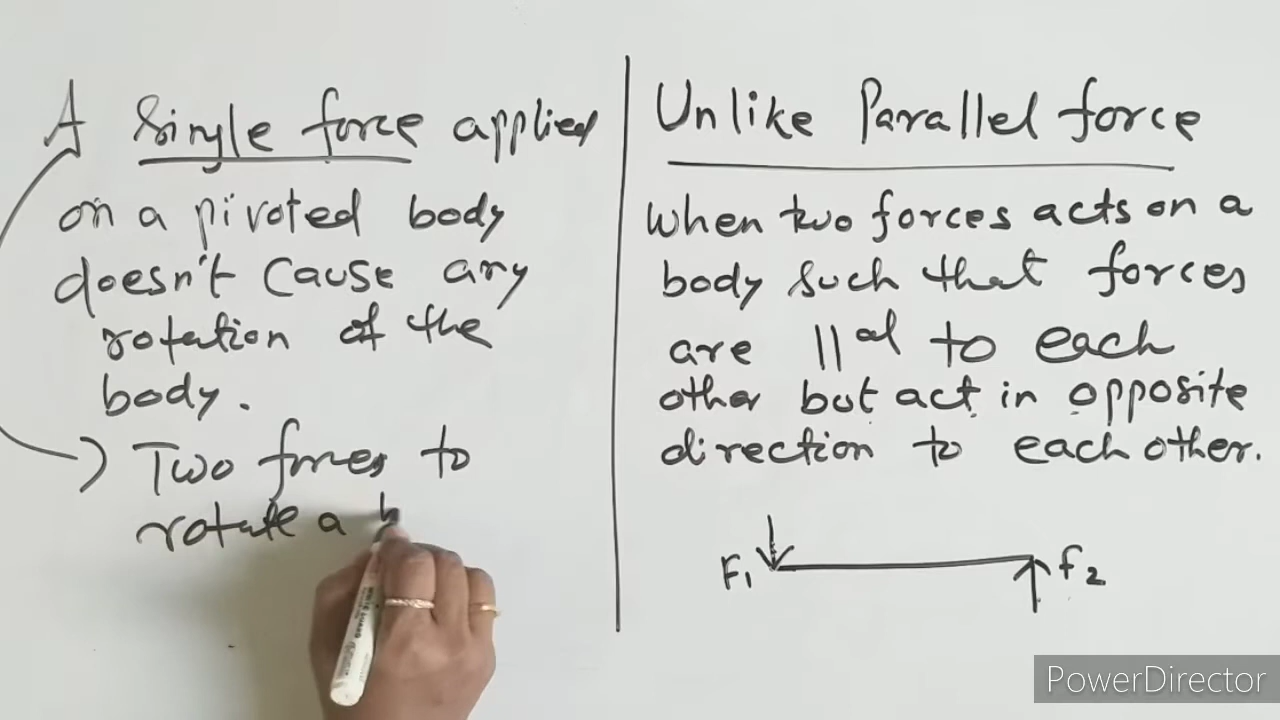 A Single force applied
on a pivoted body
doesn't cause any
rotation of the
body.
Two forces to
rotate a
Unlike Parallel force
When two forces acts on a
body such that forces
are ||al to each
other but act in opposite
direction to each other.
F1 f2
PowerDirector